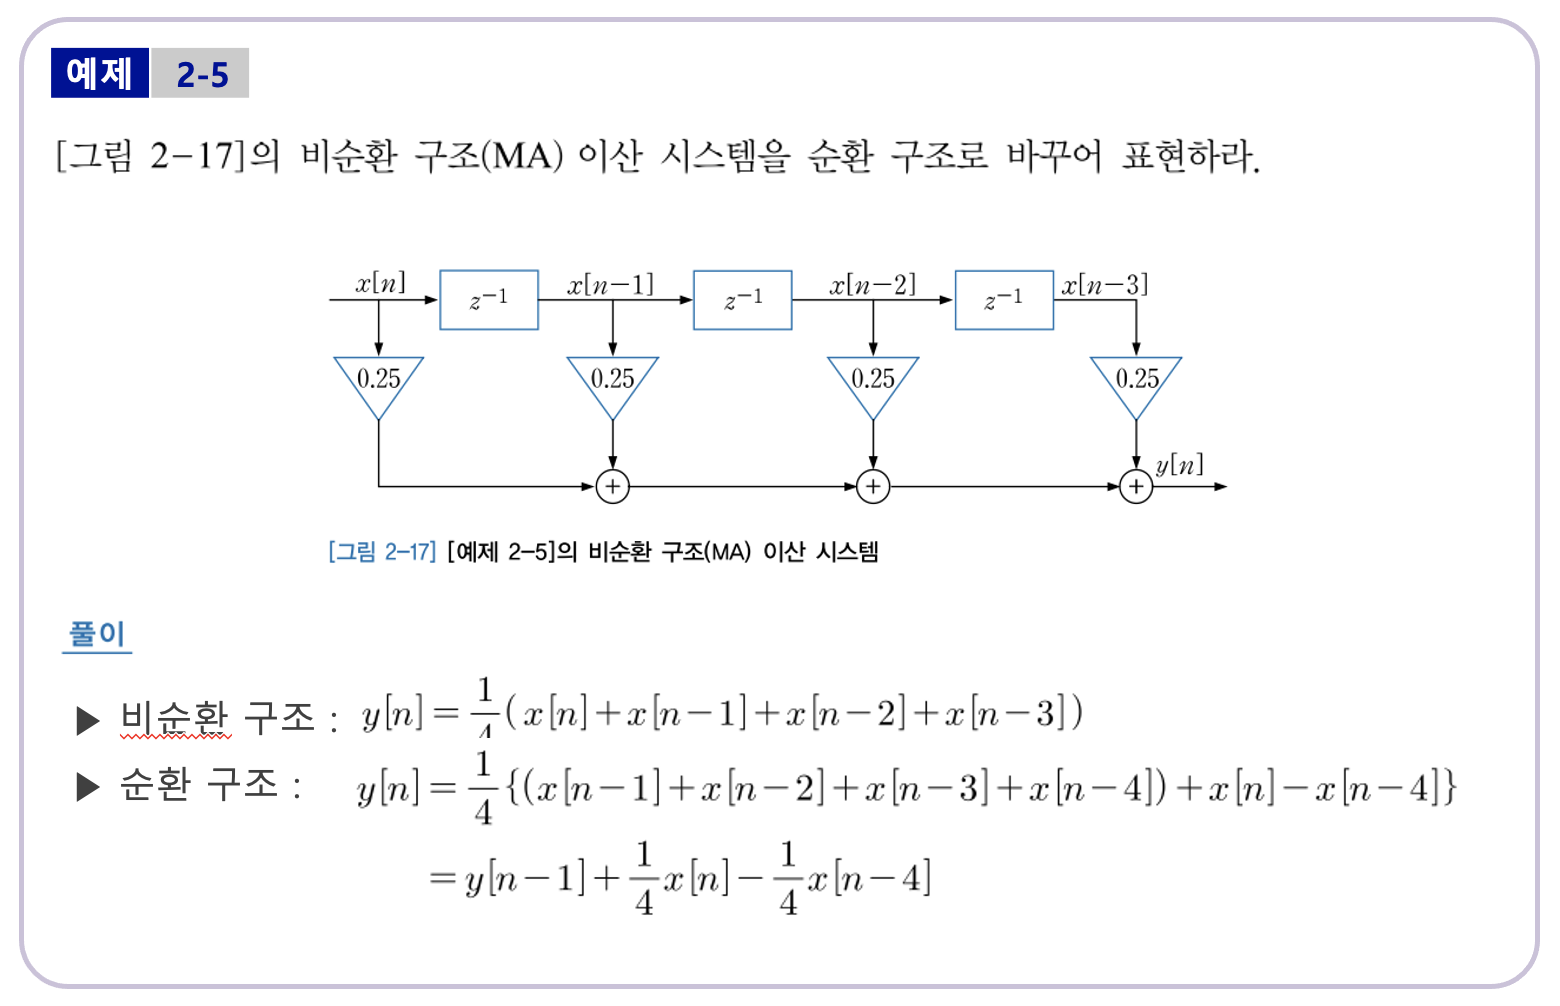 예제 2-5
[그림 2-17]의 비순환 구조(MA) 이산 시스템을 순환 구조로 바꾸어 표현하라.
x[n] z⁻¹ x[n-1] z⁻¹ x[n-2] z⁻¹ x[n-3]
0.25 0.25 0.25 0.25
+ + + y[n]
[그림 2-17] [예제 2-5]의 비순환 구조(MA) 이산 시스템
풀이
▶ 비순환 구조 : y[n] = 1/4 ( x[n] + x[n-1] + x[n-2] + x[n-3] )
▶ 순환 구조 : y[n] = 1/4 {(x[n-1] + x[n-2] + x[n-3] + x[n-4]) + x[n] - x[n-4]}
= y[n-1] + 1/4 x[n] - 1/4 x[n-4]